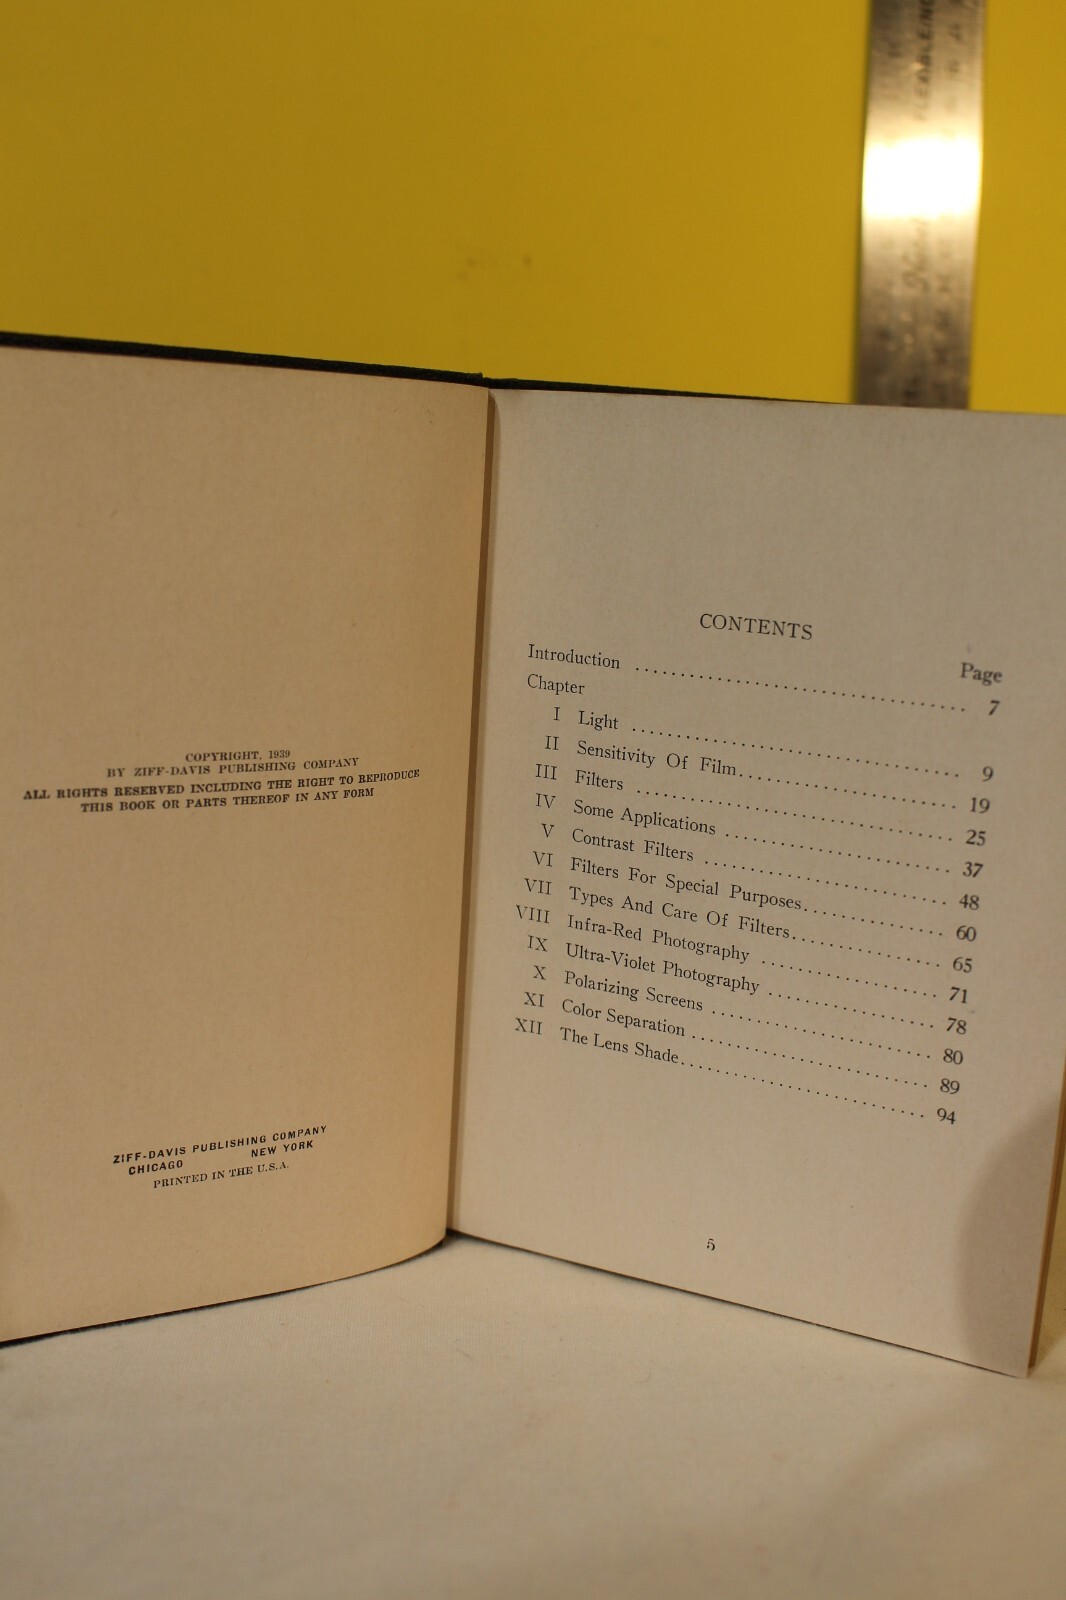 COPYRIGHT, 1939
BY ZIFF-DAVIS PUBLISHING COMPANY
ALL RIGHTS RESERVED INCLUDING THE RIGHT TO REPRODUCE
THIS BOOK OR PARTS THEREOF IN ANY FORM
ZIFF-DAVIS PUBLISHING COMPANY
CHICAGO NEW YORK
PRINTED IN THE U.S.A.
CONTENTS
Page
Introduction 7
Chapter
I Light 9
II Sensitivity Of Film 19
III Filters 25
IV Some Applications 37
V Contrast Filters 48
VI Filters For Special Purposes 60
VII Types And Care Of Filters 65
VIII Infra-Red Photography 71
IX Ultra-Violet Photography 78
X Polarizing Screens 80
XI Color Separation 89
XII The Lens Shade 94
5